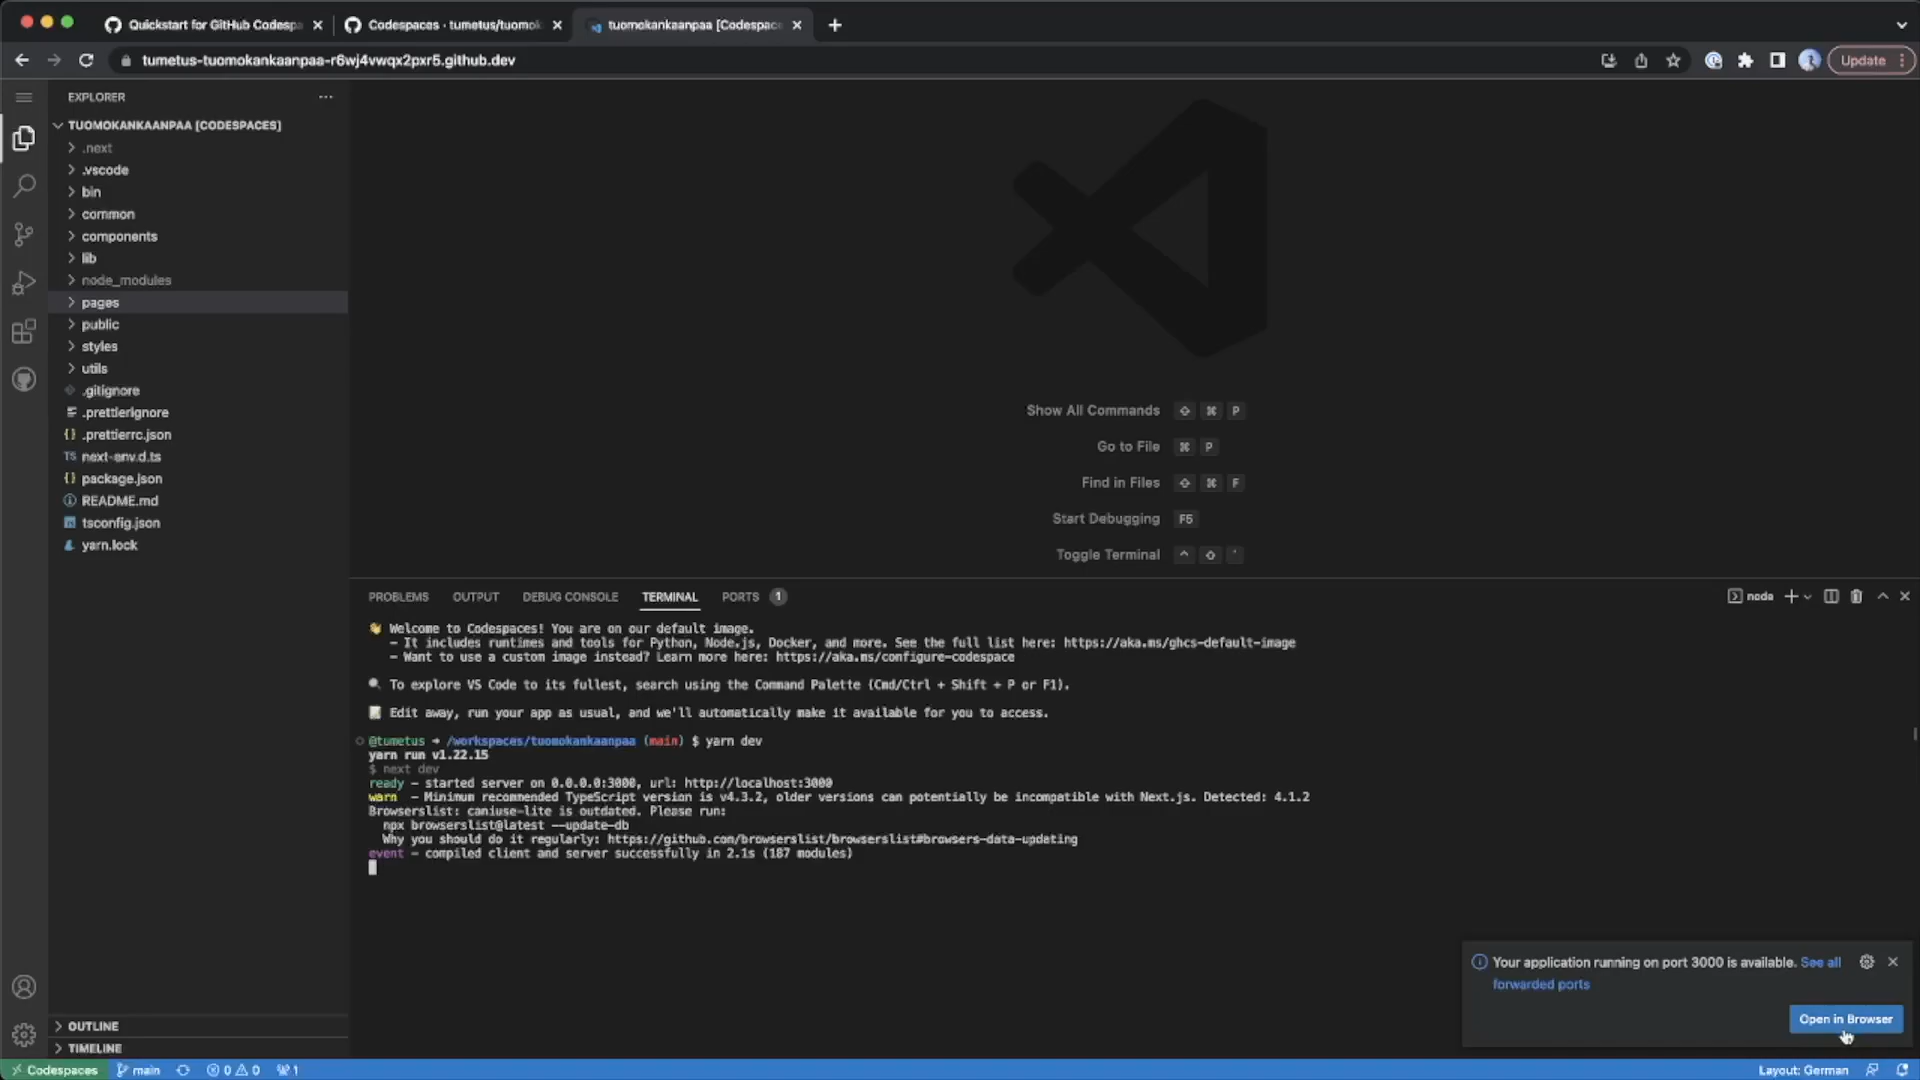 Quickstart for GitHub Codespa
Codespaces · tumetus/tuomok
tuomokankaanpaa [Codespac
tumetus-tuomokankaanpaa-r6wj4vwqx2pxr5.github.dev
Update
EXPLORER
TUOMOKANKAANPAA [CODESPACES]
.next
.vscode
bin
common
components
lib
node_modules
pages
public
styles
utils
.gitignore
.prettierignore
{} .prettierrc.json
TS next-env.d.ts
{} package.json
README.md
tsconfig.json
yarn.lock
OUTLINE
TIMELINE
Show All Commands ⇧ ⌘ P
Go to File ⌘ P
Find in Files ⇧ ⌘ F
Start Debugging F5
Toggle Terminal ^ ⇧ '
PROBLEMS OUTPUT DEBUG CONSOLE TERMINAL PORTS 1
node
👋 Welcome to Codespaces! You are on our default image.
- It includes runtimes and tools for Python, Node.js, Docker, and more. See the full list here: https://aka.ms/ghcs-default-image
- Want to use a custom image instead? Learn more here: https://aka.ms/configure-codespace
🔍 To explore VS Code to its fullest, search using the Command Palette (Cmd/Ctrl + Shift + P or F1).
📝 Edit away, run your app as usual, and we'll automatically make it available for you to access.
@tumetus → /workspaces/tuomokankaanpaa (main) $ yarn dev
yarn run v1.22.15
$ next dev
ready - started server on 0.0.0.0:3000, url: http://localhost:3000
warn - Minimum recommended TypeScript version is v4.3.2, older versions can potentially be incompatible with Next.js. Detected: 4.1.2
Browserslist: caniuse-lite is outdated. Please run:
npx browserslist@latest --update-db
Why you should do it regularly: https://github.com/browserslist/browserslist#browsers-data-updating
event - compiled client and server successfully in 2.1s (187 modules)
Your application running on port 3000 is available. See all
forwarded ports
Open in Browser
Codespaces main 0 0 1
Layout: German